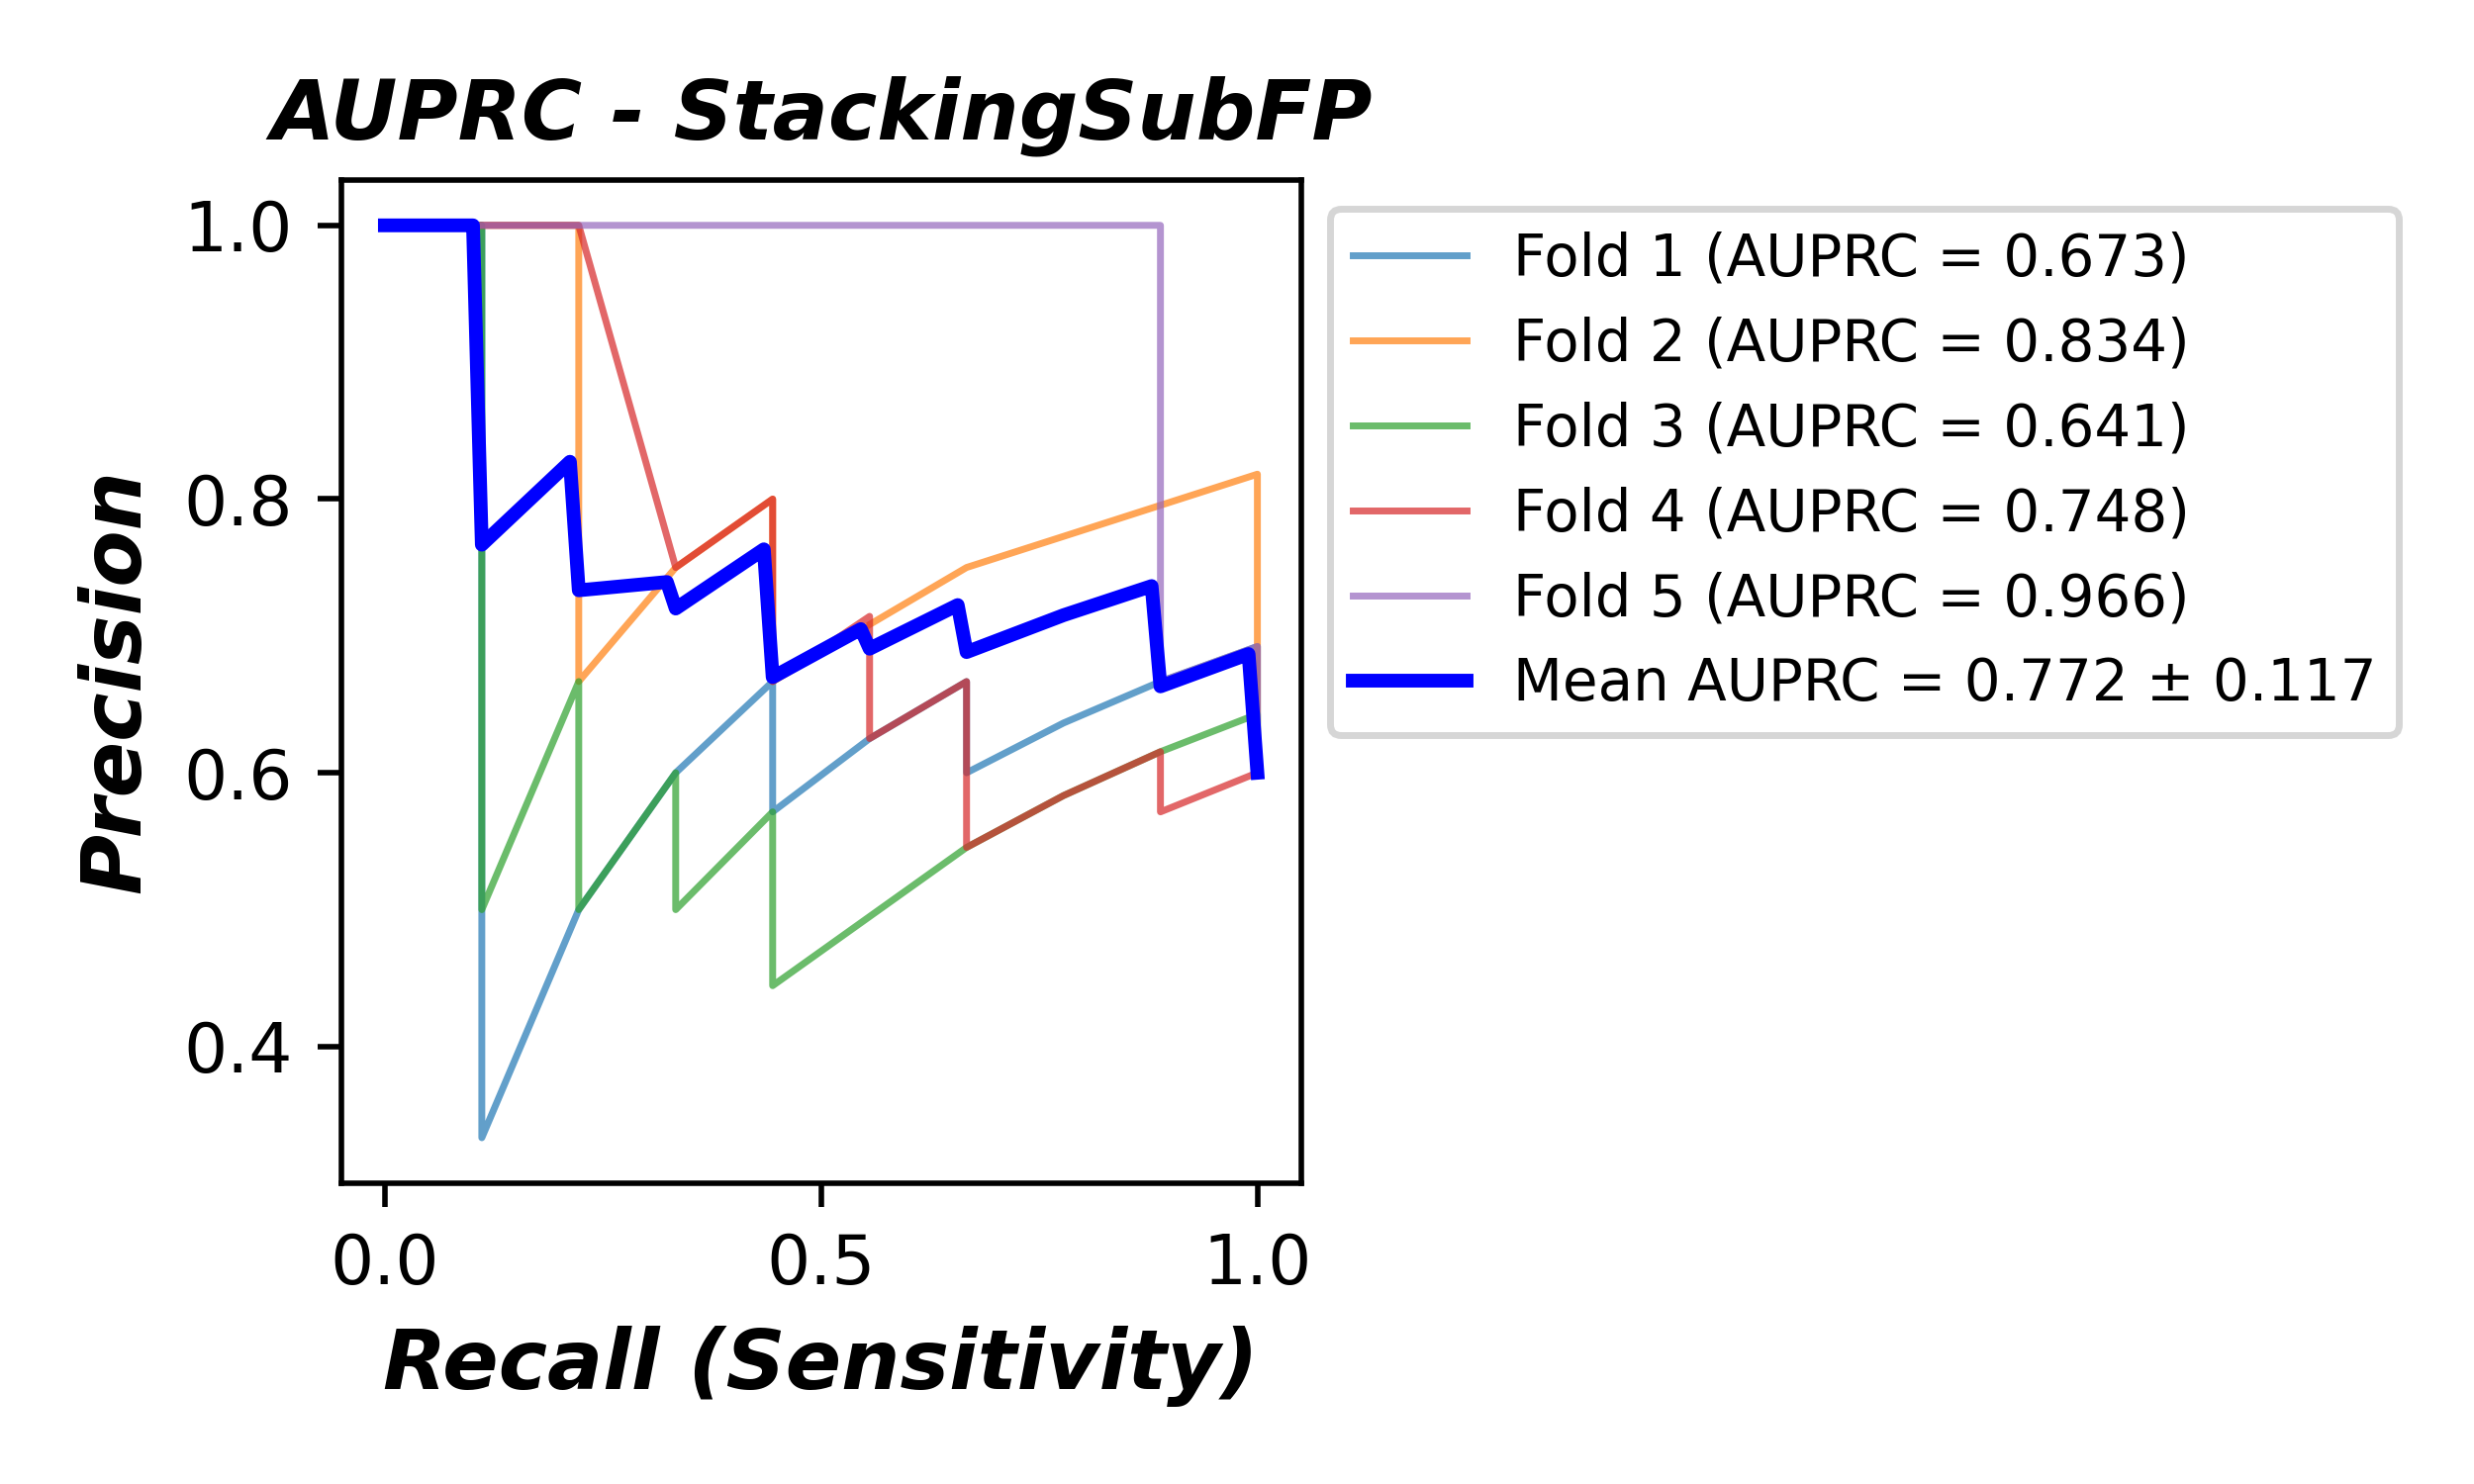 AUPRC - StackingSubFP
Precision
1.0
0.8
0.6
0.4
0.0
0.5
1.0
Recall (Sensitivity)
Fold 1 (AUPRC = 0.673)
Fold 2 (AUPRC = 0.834)
Fold 3 (AUPRC = 0.641)
Fold 4 (AUPRC = 0.748)
Fold 5 (AUPRC = 0.966)
Mean AUPRC = 0.772 ± 0.117